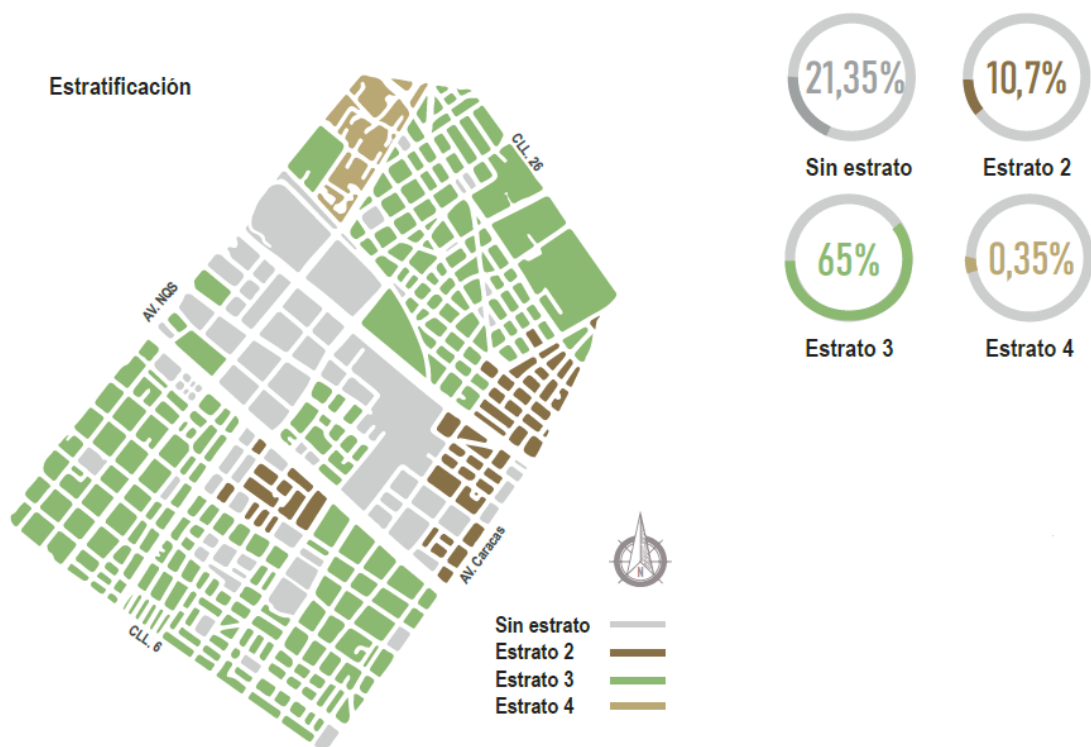 Estratificación
CLL. 26
AV. NQS
AV. Caracas
CLL. 6
N
Sin estrato
Estrato 2
Estrato 3
Estrato 4
21,35%
10,7%
Sin estrato
Estrato 2
65%
0,35%
Estrato 3
Estrato 4